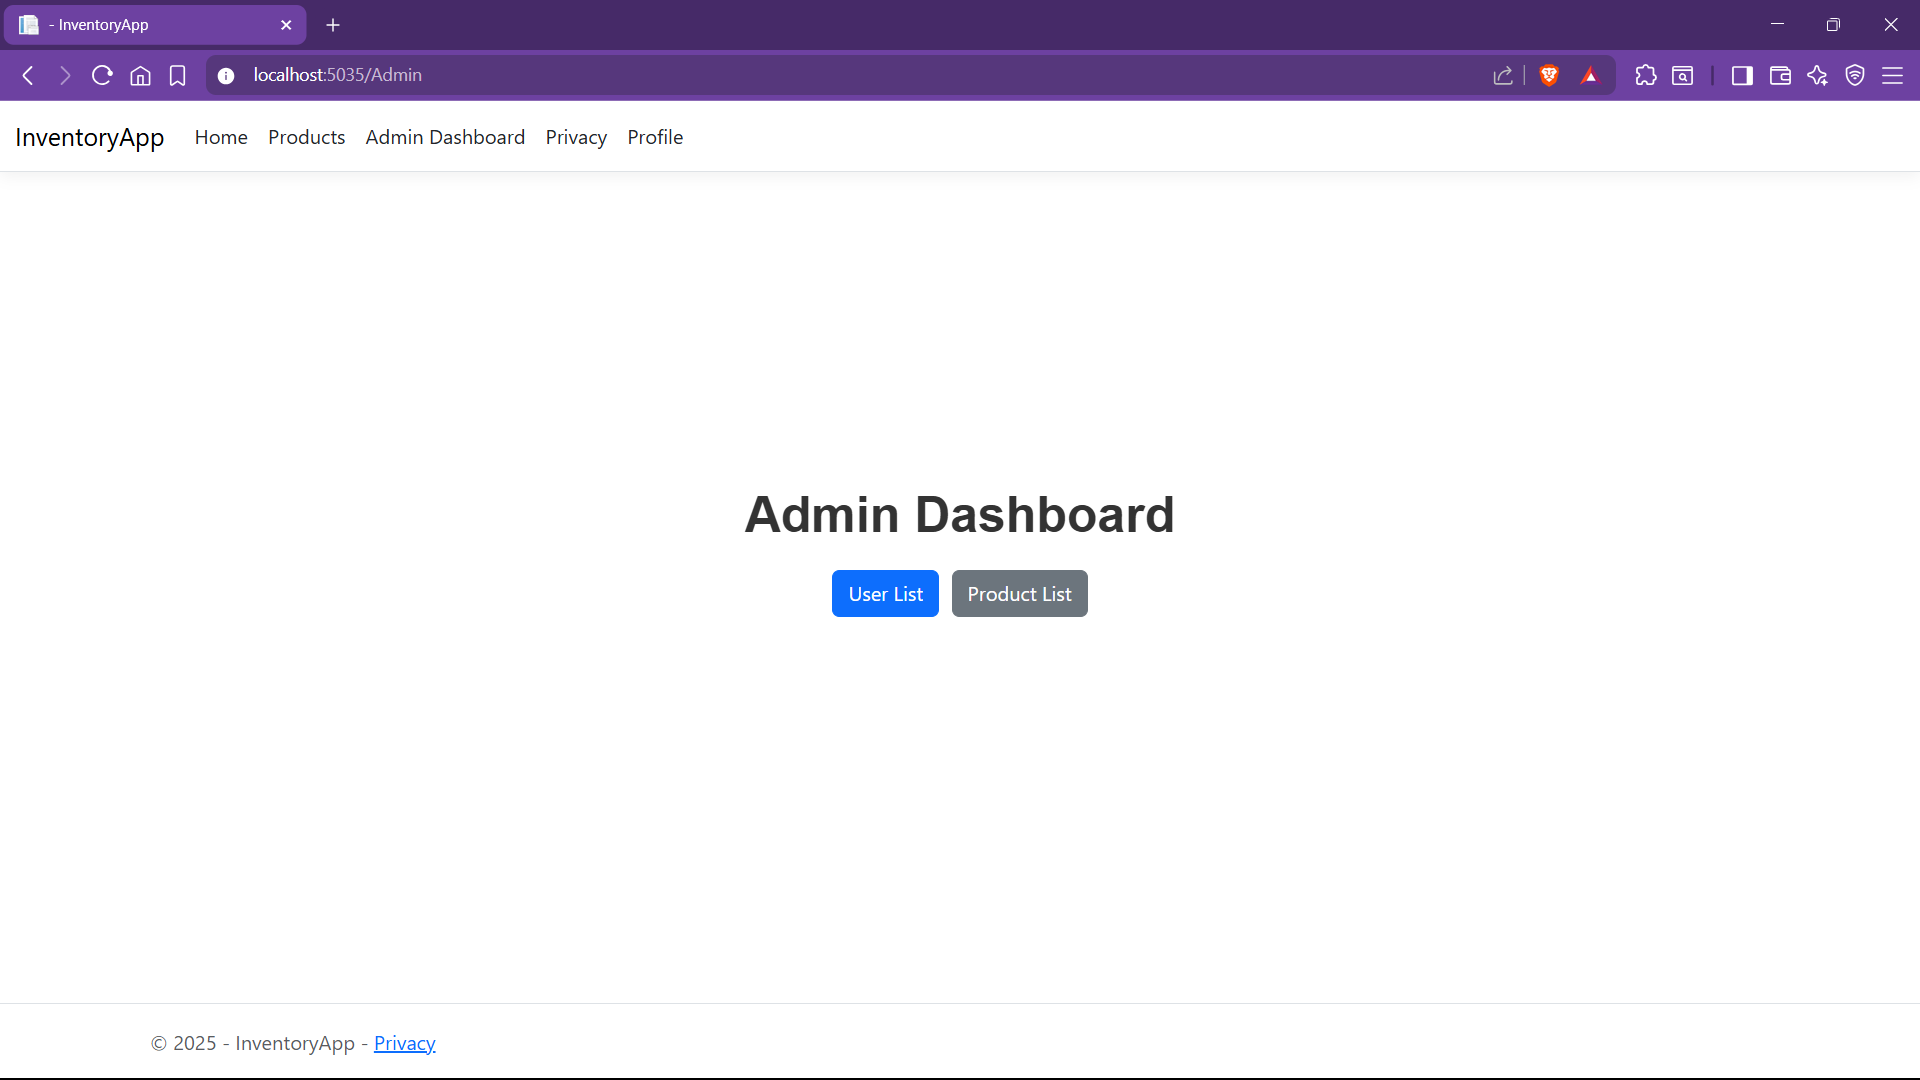 - InventoryApp
localhost:5035/Admin
InventoryApp Home Products Admin Dashboard Privacy Profile
Admin Dashboard
User List Product List
© 2025 - InventoryApp - Privacy